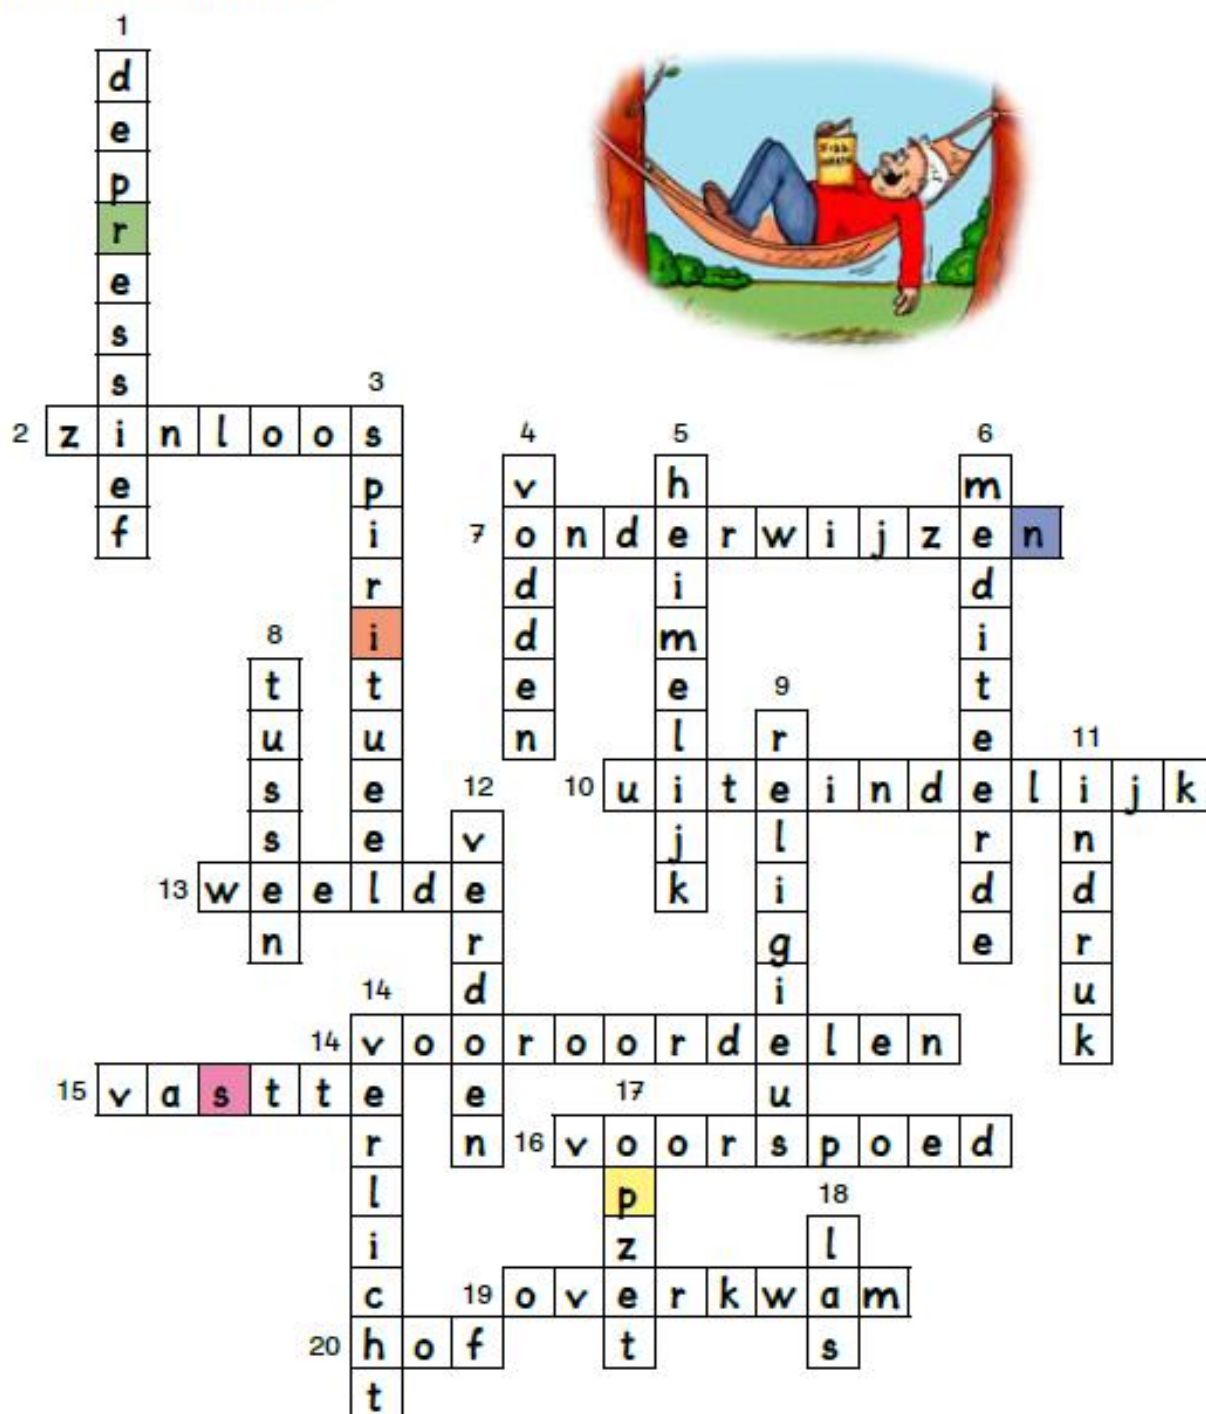 1
d
e
p
r
e
s
s
3
2 z i n l o o s 4 5 6
e p v h m
f i 7 o n d e r w i j z e n
r d i d
8 i d m i
t t e e 9 t
u u n l r e 11
s e 12 10 u i t e i n d e l i j k
s e v j l r n
13 w e e l d e k i d d
n r g e r
14 d i u
14 v o o r o o r d e l e n k
15 v a s t t e e 17 u
r n 16 v o o r s p o e d
l p 18
i z l
c 19 o v e r k w a m
20 h o f t s
t